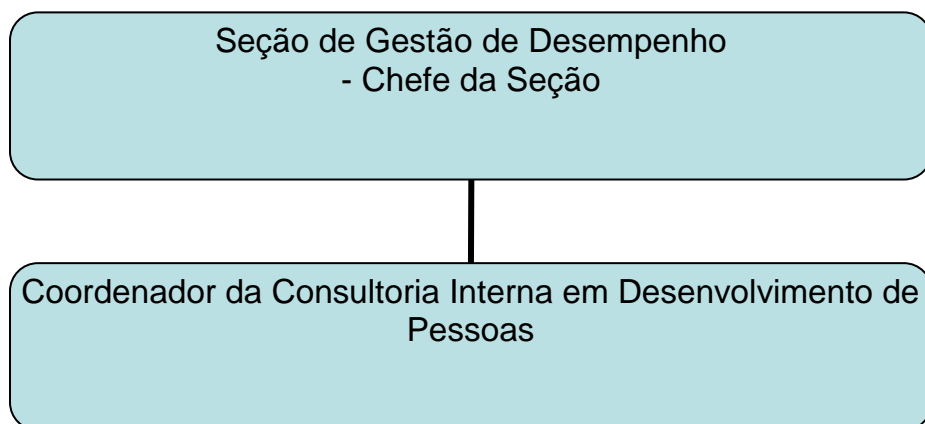 Seção de Gestão de Desempenho
- Chefe da Seção
Coordenador da Consultoria Interna em Desenvolvimento de
Pessoas